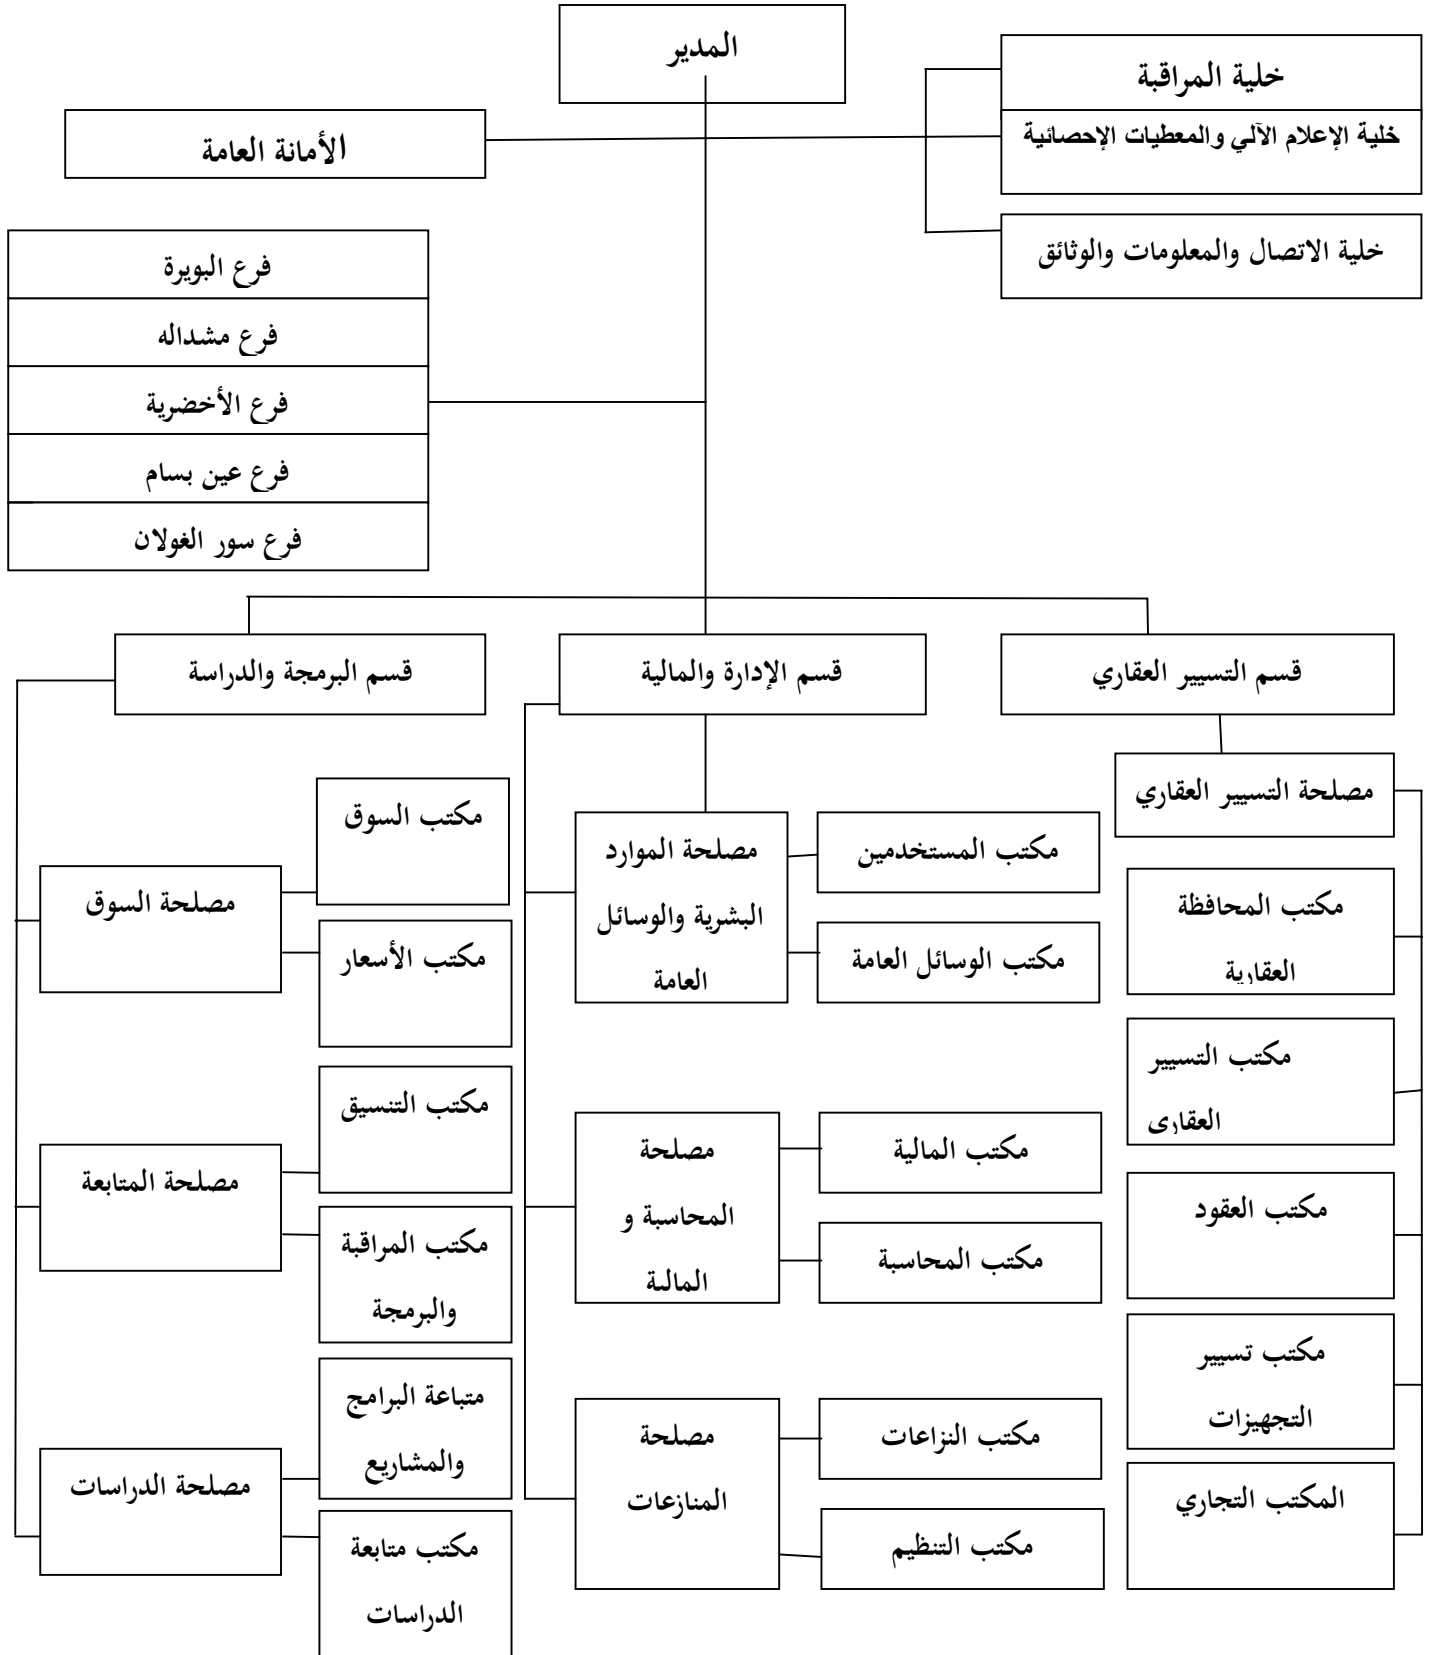 المدير
خلية المراقبة
خلية الإعلام الآلي والمعطيات الإحصائية
الأمانة العامة
خلية الاتصال والمعلومات والوثائق
فرع البويرة
فرع مشداله
فرع الأخضرية
فرع عين بسام
فرع سور الغولان
قسم التسيير العقاري
قسم الإدارة والمالية
قسم البرمجة والدراسة
مصلحة التسيير العقاري
مكتب المحافظة
العقارية
مكتب التسيير
العقاري
مكتب العقود
مكتب تسيير
التجهيزات
المكتب التجاري
مصلحة الموارد
البشرية والوسائل
العامة
مكتب المستخدمين
مكتب الوسائل العامة
مصلحة
المحاسبة و
المالية
مكتب المالية
مكتب المحاسبة
مصلحة
المنازعات
مكتب النزاعات
مكتب التنظيم
مصلحة السوق
مكتب السوق
مكتب الأسعار
مصلحة المتابعة
مكتب التنسيق
مكتب المراقبة
والبرمجة
مصلحة الدراسات
متباعة البرامج
والمشاريع
مكتب متابعة
الدراسات